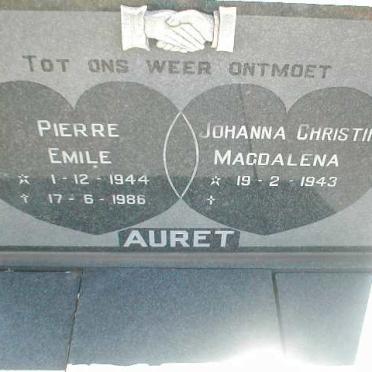 TOT ONS WEER ONTMOET
PIERRE
EMILE
☆ 1-12-1944
✝ 17-6-1986
JOHANNA CHRISTIN
MAGDALENA
☆ 19-2-1943
✝
AURET